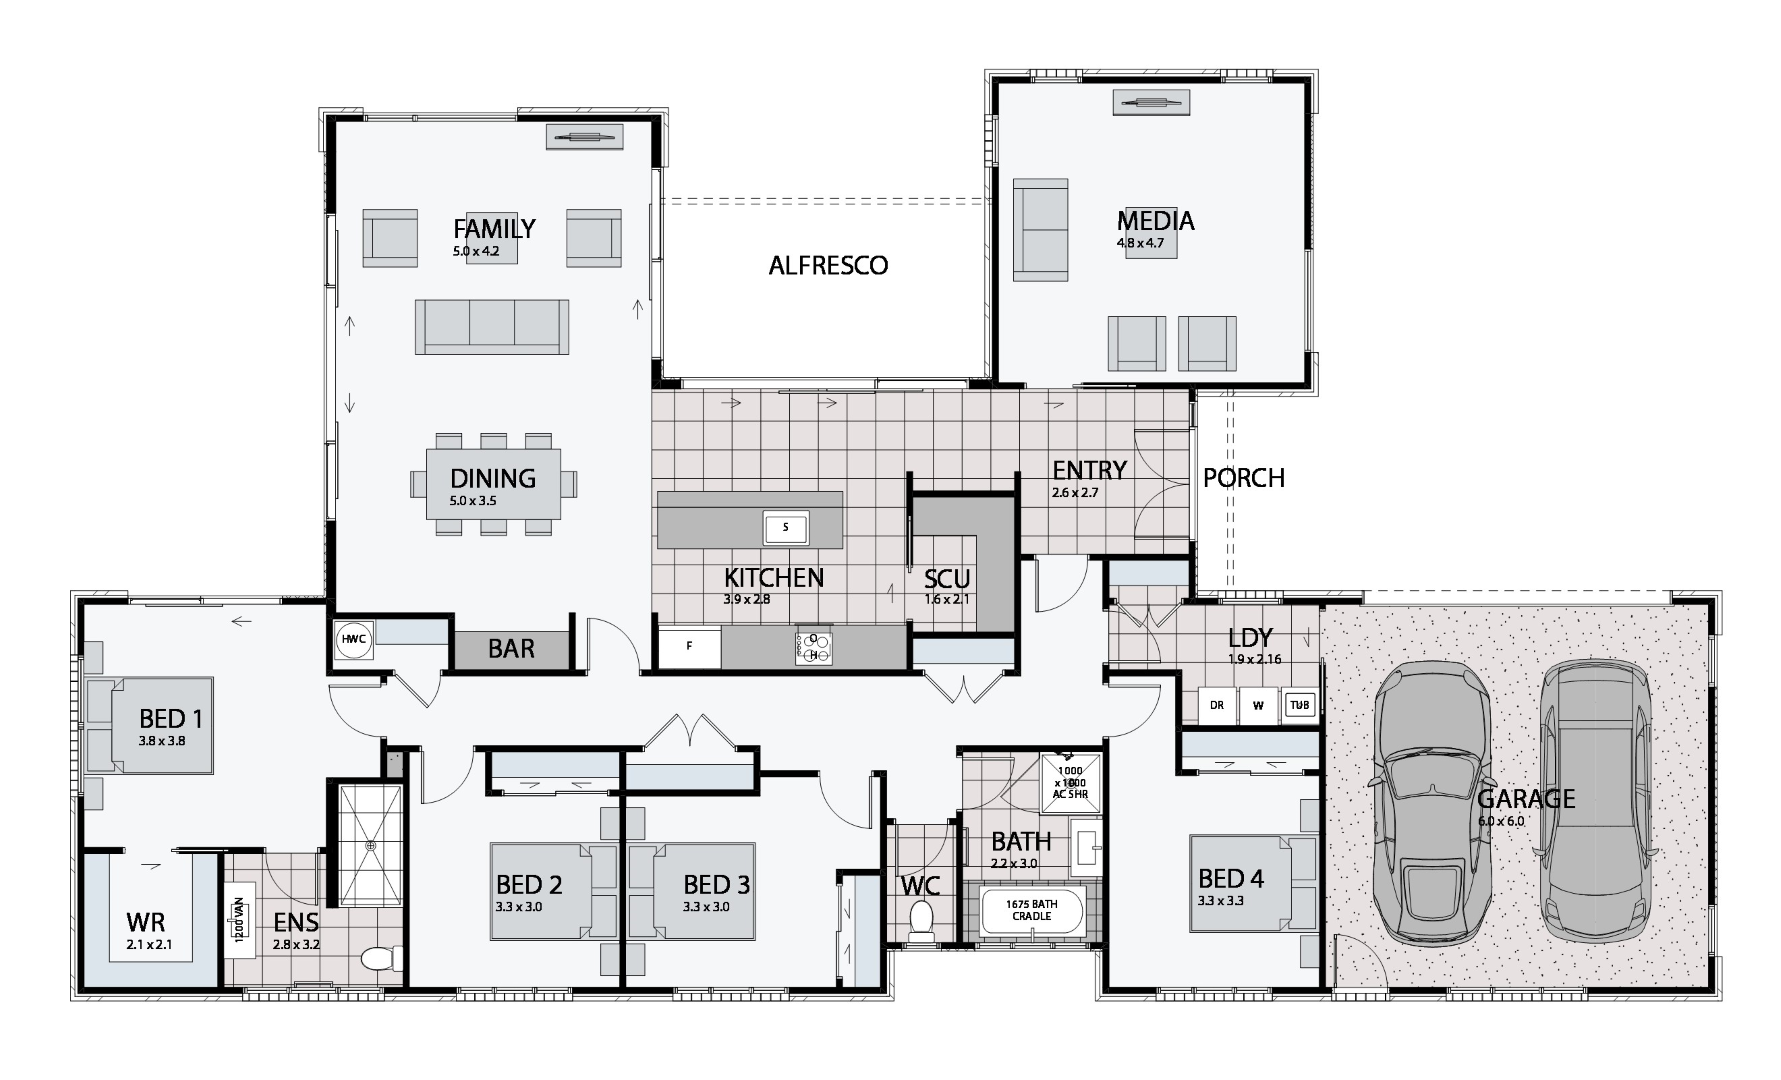 FAMILY
5.0 x 4.2
MEDIA
4.8 x 4.7
ALFRESCO
DINING
5.0 x 3.5
ENTRY
2.6 x 2.7
PORCH
S
KITCHEN
3.9 x 2.8
SCU
1.6 x 2.1
HWC
BAR
F
O
H
LDY
1.9 x 2.16
DR
W
TUB
BED 1
3.8 x 3.8
1000
x 1000
AC SHR
GARAGE
6.0 x 6.0
BATH
2.2 x 3.0
BED 2
3.3 x 3.0
BED 3
3.3 x 3.0
WC
BED 4
3.3 x 3.3
1675 BATH
CRADLE
WR
2.1 x 2.1
1200 VAN
ENS
2.8 x 3.2